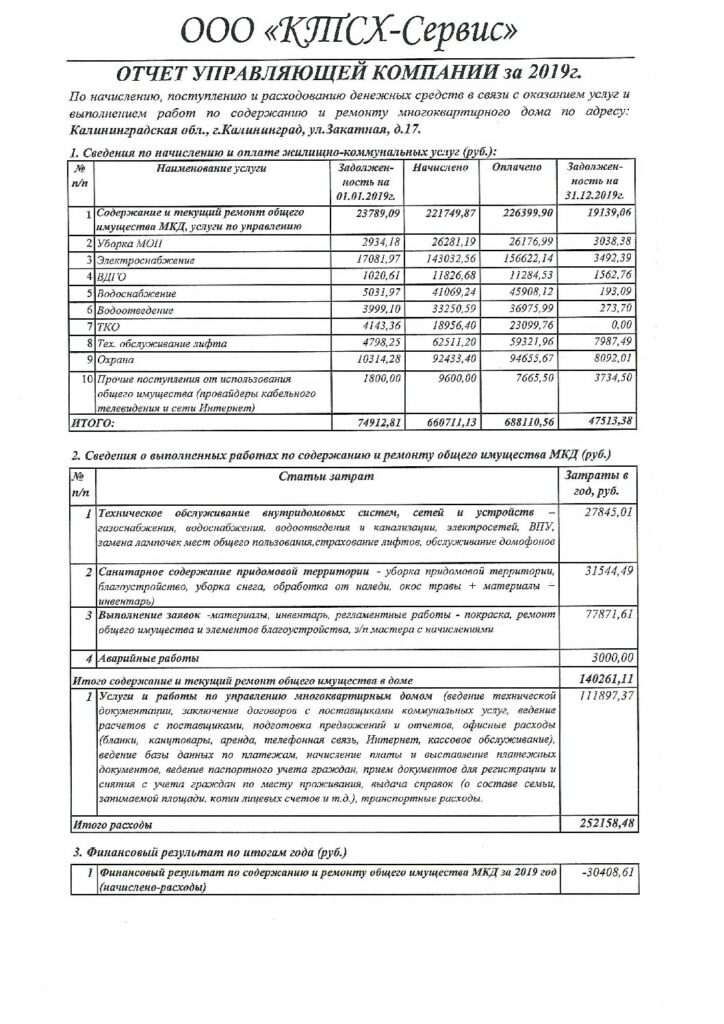 ООО «КТСХ-Сервис»
ОТЧЕТ УПРАВЛЯЮЩЕЙ КОМПАНИИ за 2019г.
По начислению, поступлению и расходованию денежных средств в связи с оказанием услуг и
выполнением работ по содержанию и ремонту многоквартирного дома по адресу:
Калининградская обл., г.Калининград, ул.Закатная, д.17.
1. Сведения по начислению и оплате жилищно-коммунальных услуг (руб.):
№ п/п Наименование услуги Задолжен-ность на 01.01.2019г. Начислено Оплачено Задолжен-ность на 31.12.2019г.
1 Содержание и текущий ремонт общего 23789,09 221749,87 226399,90 19139,06
имущества МКД, услуги по управлению
2 Уборка МОП 2934,18 26281,19 26176,99 3038,38
3 Электроснабжение 17081,97 143032,56 156622,14 3492,39
4 ВДГО 1020,61 11826,68 11284,53 1562,76
5 Водоснабжение 5031,97 41069,24 45908,12 193,09
6 Водоотведение 3999,10 33250,59 36975,99 273,70
7 ТКО 4143,36 18956,40 23099,76 0,00
8 Тех. обслуживание лифта 4798,25 62511,20 59321,96 7987,49
9 Охрана 10314,28 92433,40 94655,67 8092,01
10 Прочие поступления от использования 1800,00 9600,00 7665,50 3734,50
общего имущества (провайдеры кабельного
телевидения и сети Интернет)
ИТОГО: 74912,81 660711,13 688110,56 47513,38
2. Сведения о выполненных работах по содержанию и ремонту общего имущества МКД (руб.)
№ п/п Статьи затрат Затраты в год, руб.
1 Техническое обслуживание внутридомовых систем, сетей и устройств – 27845,01
газоснабжения, водоснабжения, водоотведения и канализации, электросетей, ВПУ,
замена лампочек мест общего пользования,страхование лифтов, обслуживание домофонов
2 Санитарное содержание придомовой территории - уборка придомовой территории, 31544,49
благоустройство, уборка снега, обработка от наледи, окос травы + материалы –
инвентарь)
3 Выполнение заявок -материалы, инвентарь, регламентные работы - покраска, ремонт 77871,61
общего имущества и элементов благоустройства, з/п мастера с начислениями
4 Аварийные работы 3000,00
Итого содержание и текущий ремонт общего имущества в доме 140261,11
1 Услуги и работы по управлению многоквартирным домом (ведение технической 111897,37
документации, заключение договоров с поставщиками коммунальных услуг, ведение
расчетов с поставщиками, подготовка предложений и отчетов, офисные расходы
(бланки, канцтовары, аренда, телефонная связь, Интернет, кассовое обслуживание),
ведение базы данных по платежам, начисление платы и выставление платежных
документов, ведение паспортного учета граждан, прием документов для регистрации и
снятия с учета граждан по месту проживания, выдача справок (о составе семьи,
занимаемой площади, копии лицевых счетов и т.д.), транспортные расходы.
Итого расходы 252158,48
3. Финансовый результат по итогам года (руб.)
1 Финансовый результат по содержанию и ремонту общего имущества МКД за 2019 год -30408,61
(начислено-расходы)